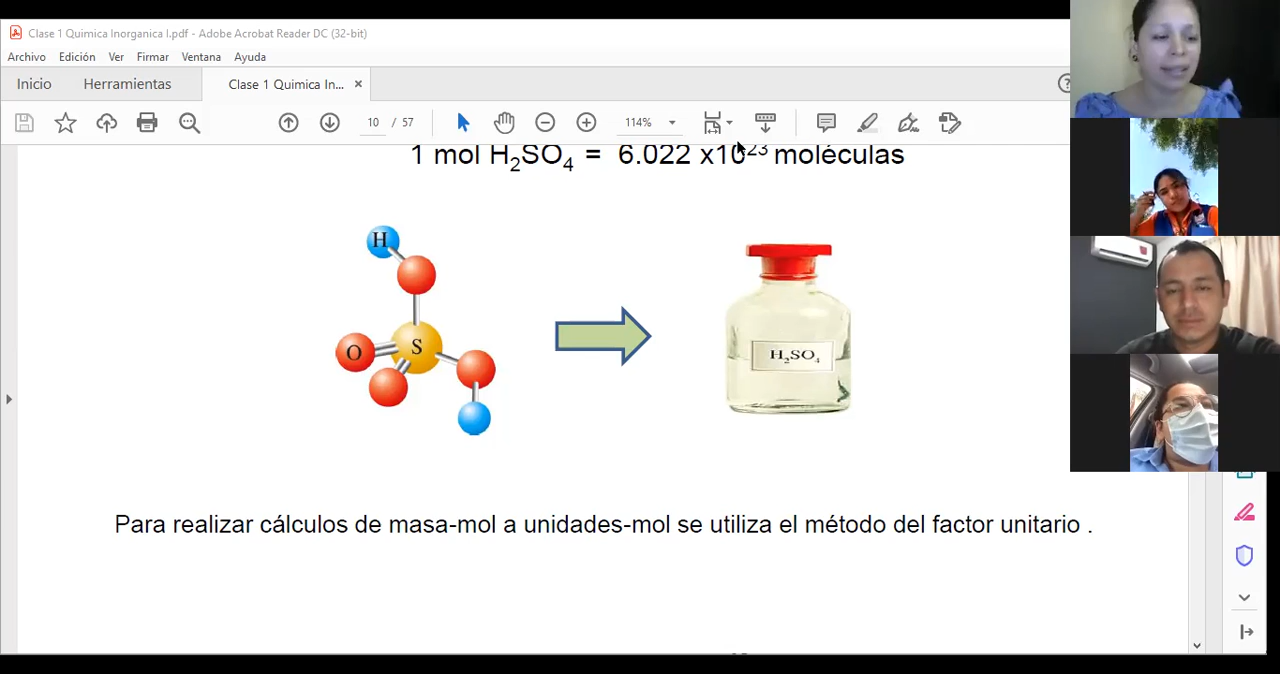 Clase 1 Quimica Inorganica I.pdf - Adobe Acrobat Reader DC (32-bit)
Archivo Edición Ver Firmar Ventana Ayuda
Inicio Herramientas Clase 1 Quimica In... ×
10 / 57 114%
1 mol H₂SO₄ = 6.022 x10²³ moléculas
H
O
S
H₂SO₄
Para realizar cálculos de masa-mol a unidades-mol se utiliza el método del factor unitario .